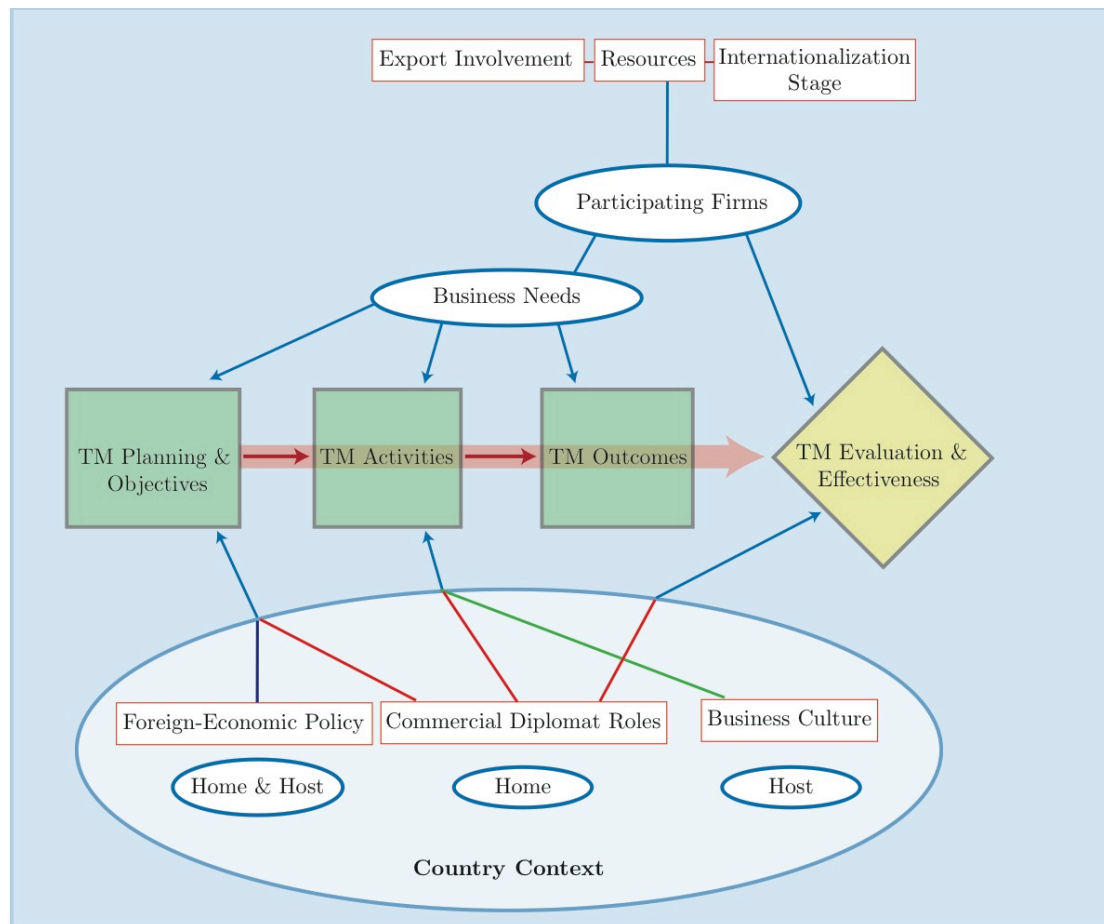 Export Involvement
Resources
Internationalization
Stage
Participating Firms
Business Needs
TM Planning &
Objectives
TM Activities
TM Outcomes
TM Evaluation &
Effectiveness
Foreign-Economic Policy
Commercial Diplomat Roles
Business Culture
Home & Host
Home
Host
Country Context